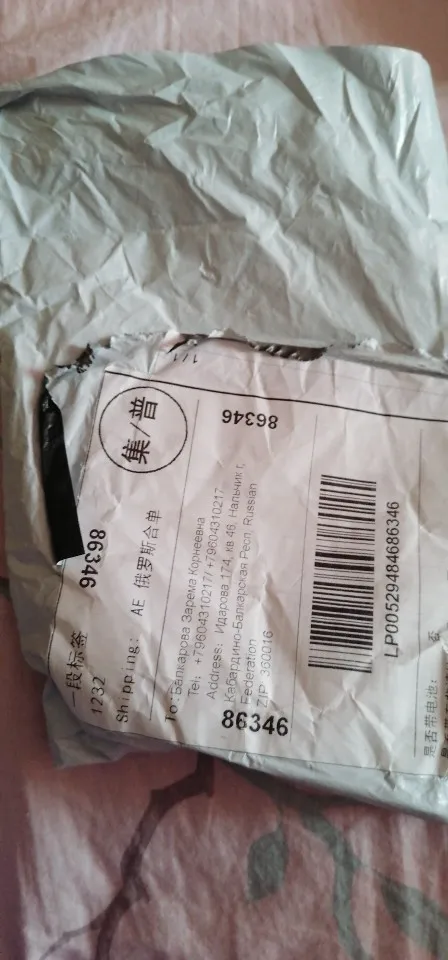 1/1
集/普
一段标签
1232
86346
Shipping: AE 俄罗斯合单
86346
To: Балкарова Зарема Корнеевна
Tel: +79604310217/+79604310217
Address: Идарова 174, кв 46, Нальчик г,
Кабардино-Балкарская Респ, Russian
Federation
ZIP: 360016
86346
LP00529484686346
是否带电池: 否